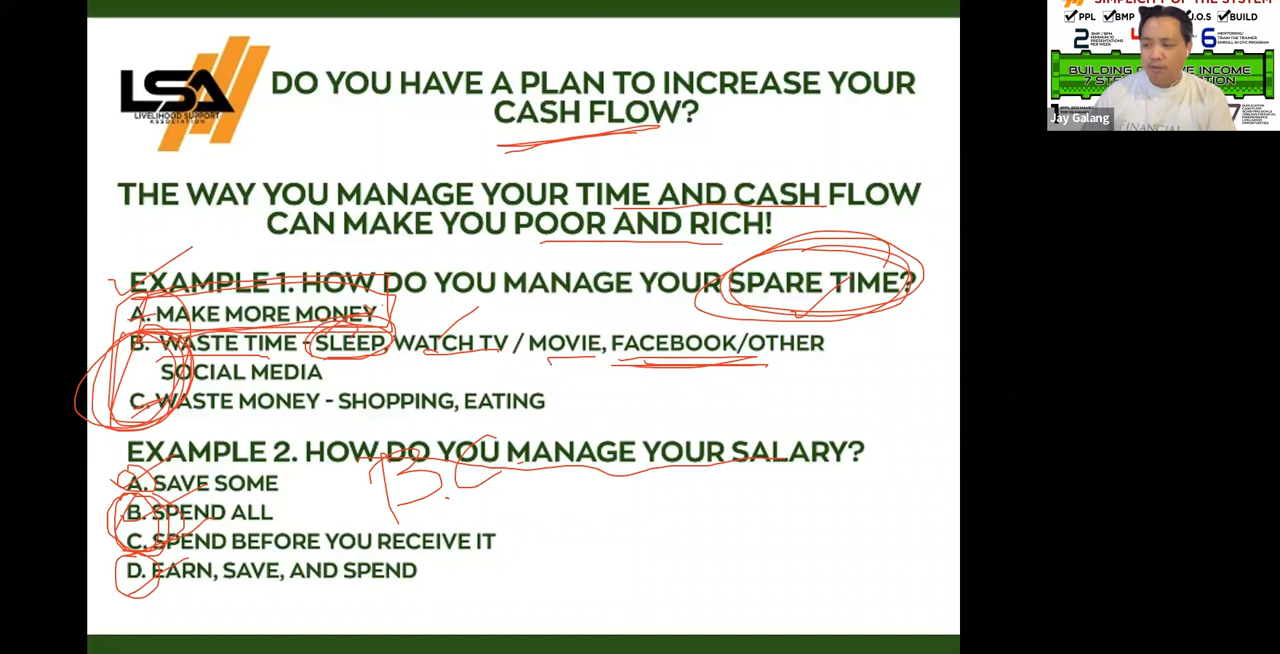 LSA
LIVELIHOOD SUPPORT
ASSOCIATION
DO YOU HAVE A PLAN TO INCREASE YOUR
CASH FLOW?
THE WAY YOU MANAGE YOUR TIME AND CASH FLOW
CAN MAKE YOU POOR AND RICH!
EXAMPLE 1. HOW DO YOU MANAGE YOUR SPARE TIME?
A. MAKE MORE MONEY
B. WASTE TIME - SLEEP, WATCH TV / MOVIE, FACEBOOK/OTHER
SOCIAL MEDIA
C. WASTE MONEY - SHOPPING, EATING
EXAMPLE 2. HOW DO YOU MANAGE YOUR SALARY?
B.C
A. SAVE SOME
B. SPEND ALL
C. SPEND BEFORE YOU RECEIVE IT
D. EARN, SAVE, AND SPEND
SIMPLICITY OF THE SYSTEM
PPL BMP J.O.S BUILD
2
6
BUILDING
INCOME
7
Jay Galang
FINANCIAL